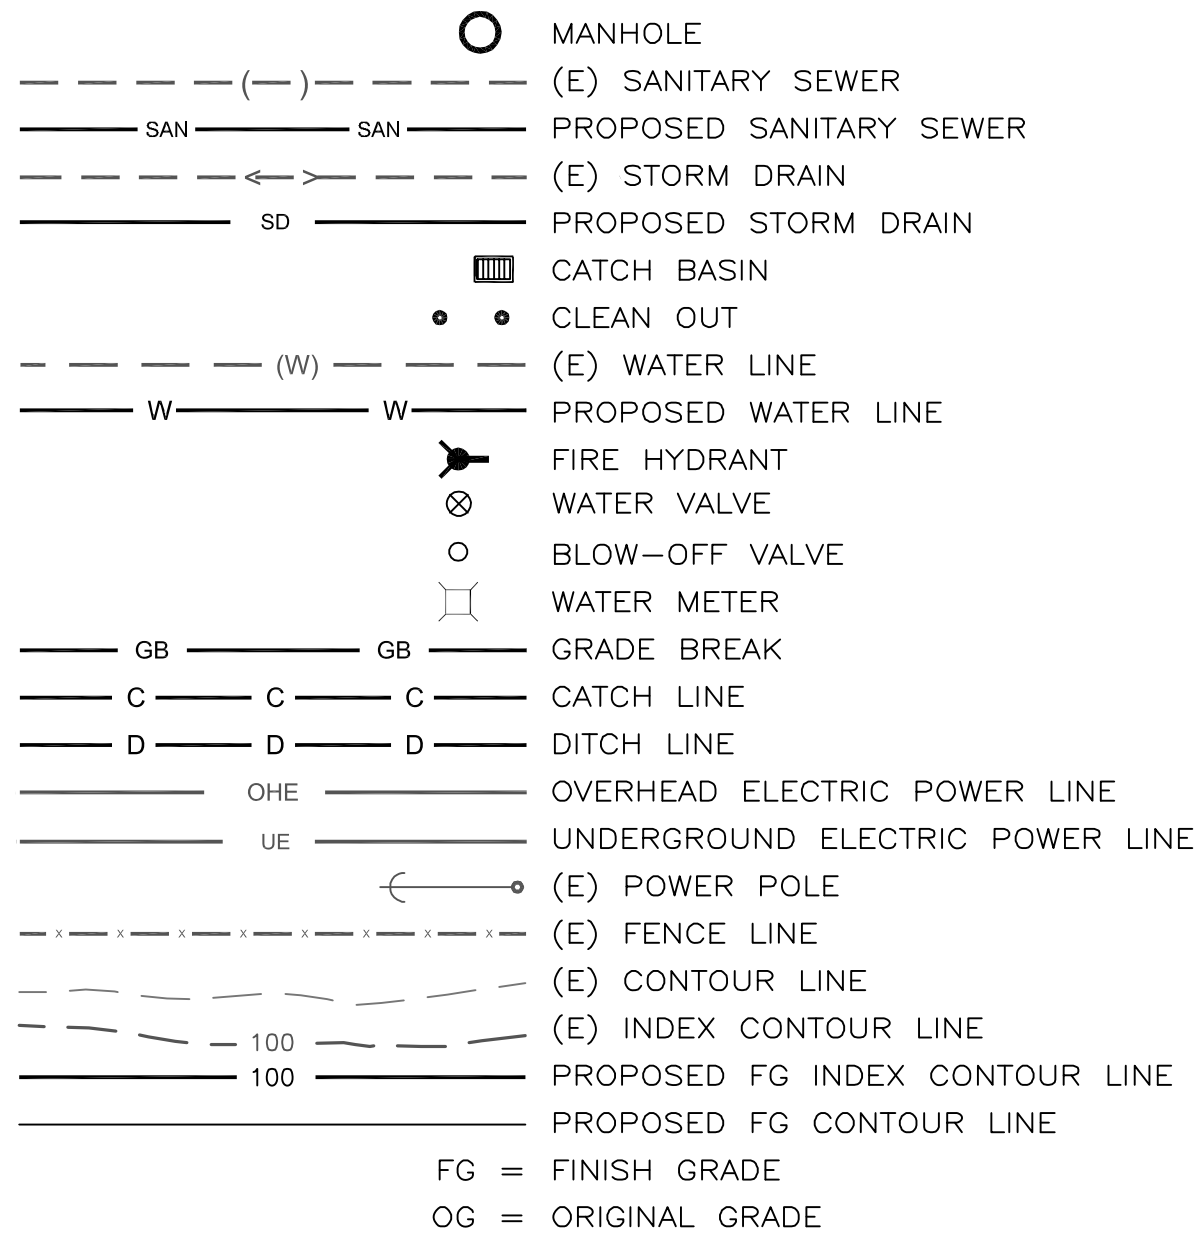 MANHOLE
( ) (E) SANITARY SEWER
SAN SAN PROPOSED SANITARY SEWER
< > (E) STORM DRAIN
SD PROPOSED STORM DRAIN
CATCH BASIN
CLEAN OUT
(W) (E) WATER LINE
W W PROPOSED WATER LINE
FIRE HYDRANT
WATER VALVE
BLOW-OFF VALVE
WATER METER
GB GB GRADE BREAK
C C C CATCH LINE
D D D DITCH LINE
OHE OVERHEAD ELECTRIC POWER LINE
UE UNDERGROUND ELECTRIC POWER LINE
(E) POWER POLE
x x x x x x x x (E) FENCE LINE
(E) CONTOUR LINE
100 (E) INDEX CONTOUR LINE
100 PROPOSED FG INDEX CONTOUR LINE
PROPOSED FG CONTOUR LINE
FG = FINISH GRADE
OG = ORIGINAL GRADE